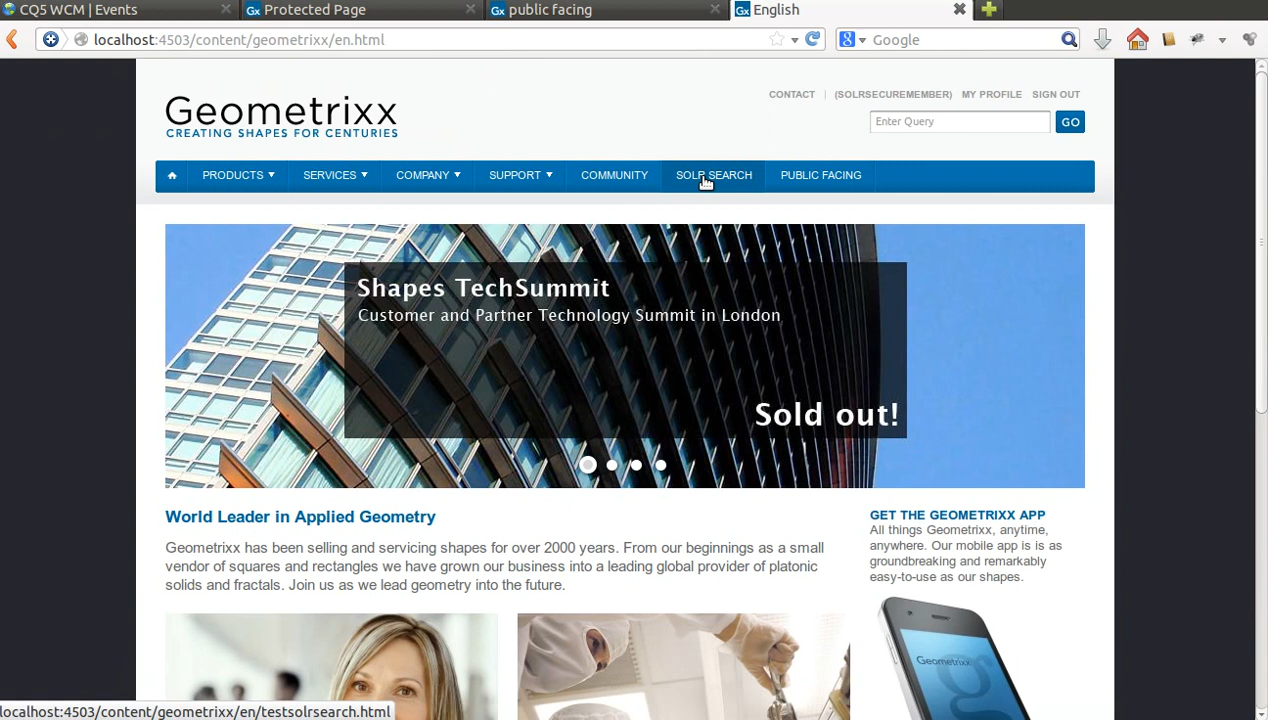 CQ5 WCM | Events
Protected Page
public facing
English
localhost:4503/content/geometrixx/en.html
Google
CONTACT | (SOLRSECUREMEMBER) MY PROFILE SIGN OUT
Geometrixx
CREATING SHAPES FOR CENTURIES
Enter Query
GO
PRODUCTS SERVICES COMPANY SUPPORT COMMUNITY SOLR SEARCH PUBLIC FACING
Shapes TechSummit
Customer and Partner Technology Summit in London
Sold out!
World Leader in Applied Geometry
Geometrixx has been selling and servicing shapes for over 2000 years. From our beginnings as a small
vendor of squares and rectangles we have grown our business into a leading global provider of platonic
solids and fractals. Join us as we lead geometry into the future.
GET THE GEOMETRIXX APP
All things Geometrixx, anytime,
anywhere. Our mobile app is is as
groundbreaking and remarkably
easy-to-use as our shapes.
Geometrixx
localhost:4503/content/geometrixx/en/testsolrsearch.html